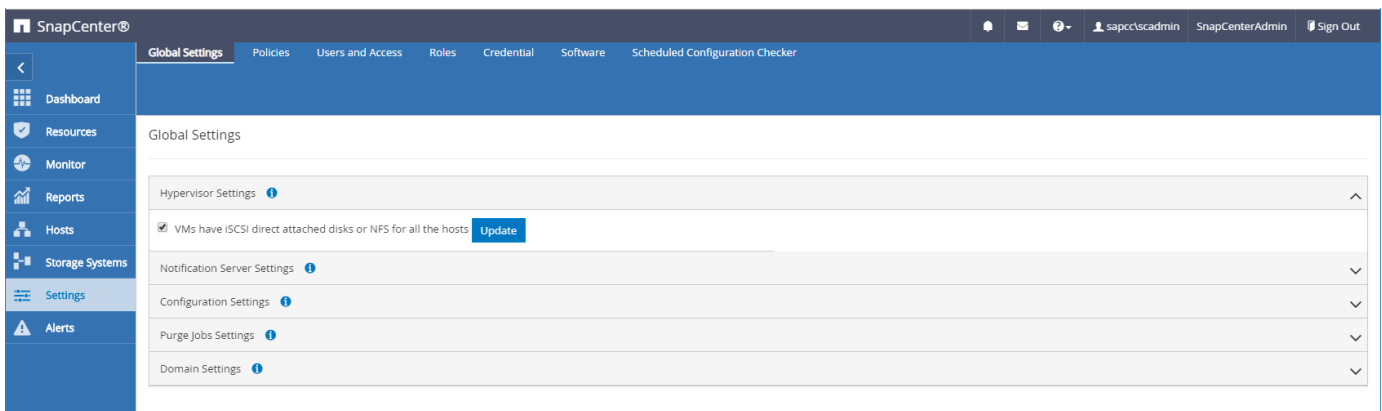 SnapCenter® sapcc\scadmin SnapCenterAdmin Sign Out
Global Settings Policies Users and Access Roles Credential Software Scheduled Configuration Checker
Dashboard
Resources
Monitor
Reports
Hosts
Storage Systems
Settings
Alerts
Global Settings
Hypervisor Settings
VMs have iSCSI direct attached disks or NFS for all the hosts Update
Notification Server Settings
Configuration Settings
Purge Jobs Settings
Domain Settings